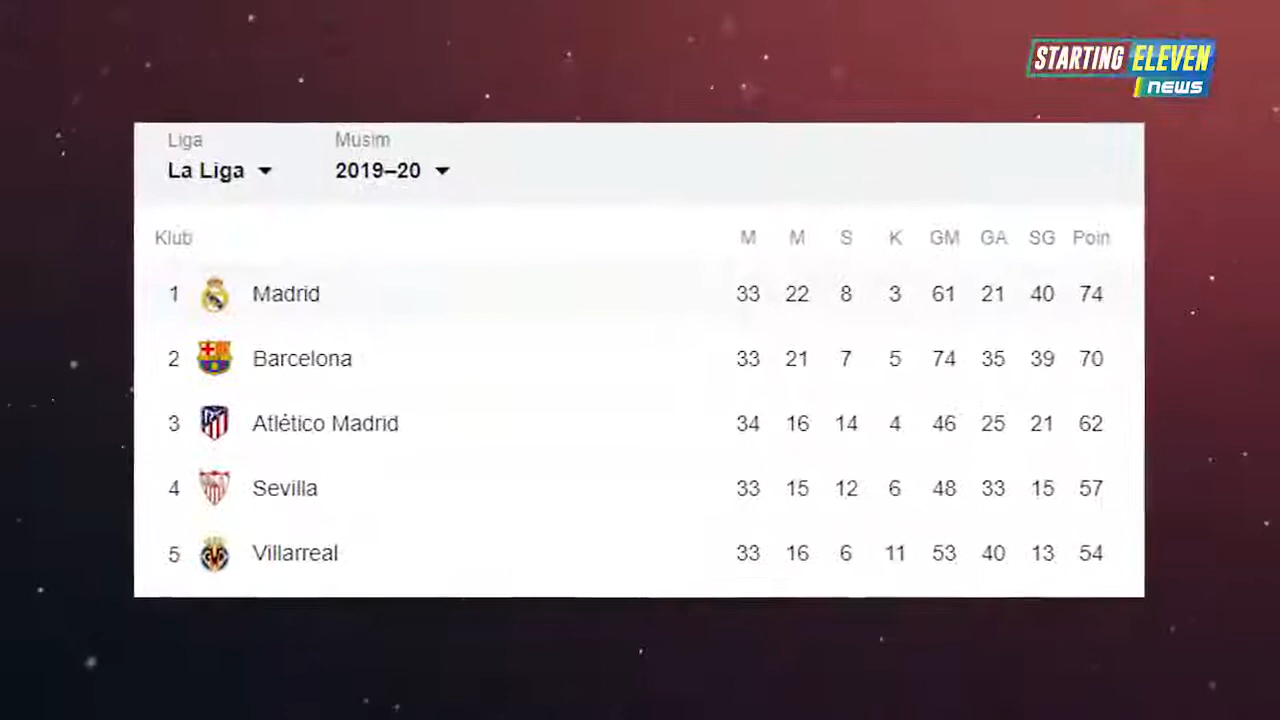 STARTING ELEVEN
news
Liga Musim
La Liga 2019–20
Klub M M S K GM GA SG Poin
1 Madrid 33 22 8 3 61 21 40 74
2 Barcelona 33 21 7 5 74 35 39 70
3 Atlético Madrid 34 16 14 4 46 25 21 62
4 Sevilla 33 15 12 6 48 33 15 57
5 Villarreal 33 16 6 11 53 40 13 54